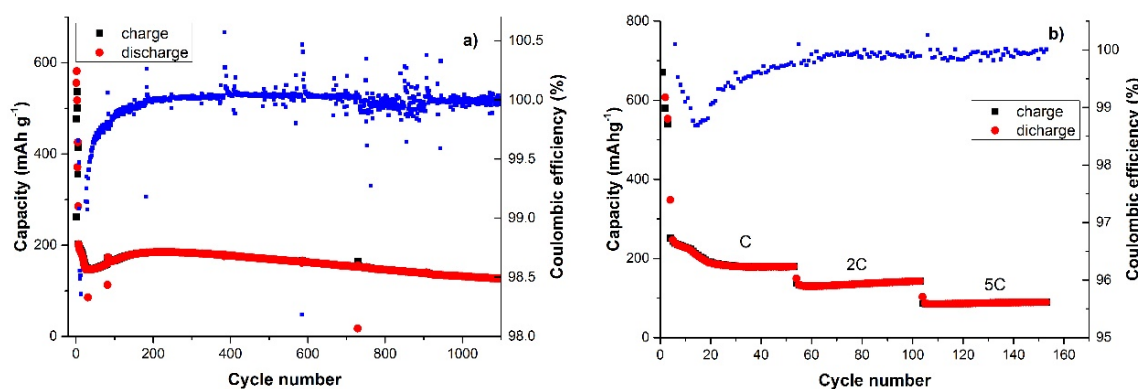 a)
charge
discharge
Capacity (mAh g⁻¹)
600
400
200
0
0 200 400 600 800 1000
Cycle number
100.5
100.0
99.5
99.0
98.5
98.0
Coulombic efficiency (%)
b)
charge
dicharge
Capacity (mAhg⁻¹)
800
600
400
200
0
C
2C
5C
0 20 40 60 80 100 120 140 160
Cycle number
100
99
98
97
96
95
Coulombic efficiency (%)